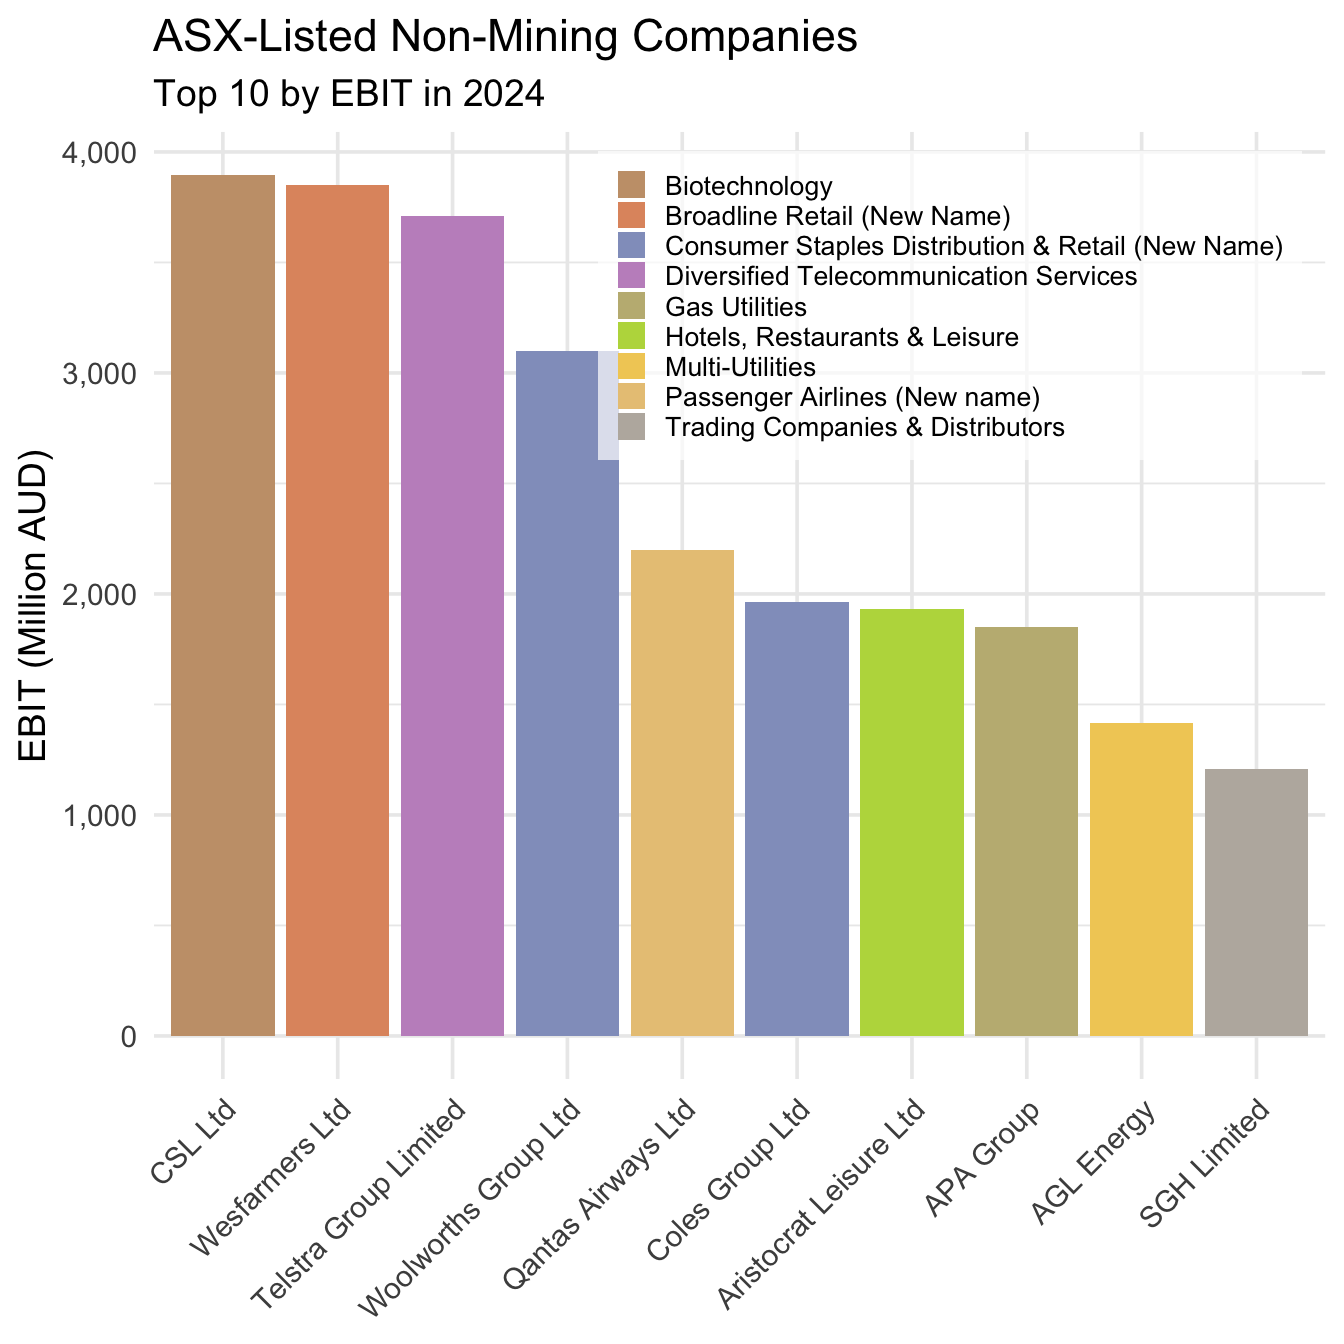 ASX-Listed Non-Mining Companies
Top 10 by EBIT in 2024
EBIT (Million AUD)
4,000
3,000
2,000
1,000
0
Biotechnology
Broadline Retail (New Name)
Consumer Staples Distribution & Retail (New Name)
Diversified Telecommunication Services
Gas Utilities
Hotels, Restaurants & Leisure
Multi-Utilities
Passenger Airlines (New name)
Trading Companies & Distributors
CSL Ltd
Wesfarmers Ltd
Telstra Group Limited
Woolworths Group Ltd
Qantas Airways Ltd
Coles Group Ltd
Aristocrat Leisure Ltd
APA Group
AGL Energy
SGH Limited